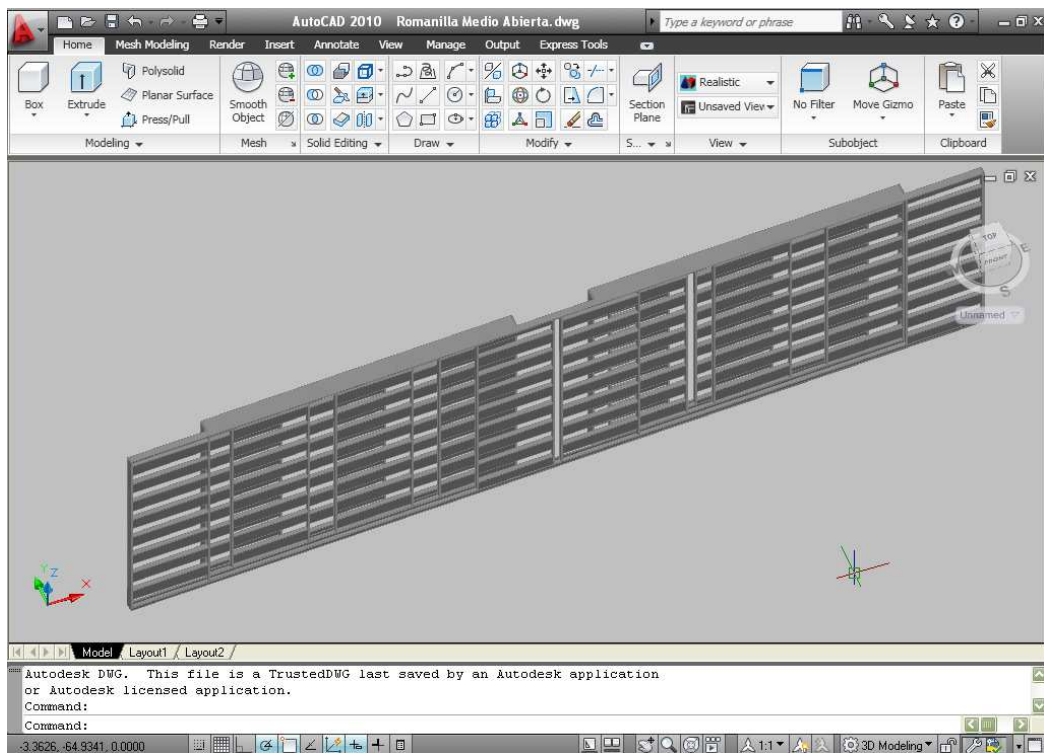 AutoCAD 2010 Romanilla Medio Abierta.dwg
Type a keyword or phrase
Home Mesh Modeling Render Insert Annotate View Manage Output Express Tools
Box
Extrude
Polysolid
Planar Surface
Press/Pull
Smooth
Object
Section
Plane
Realistic
Unsaved View
No Filter
Move Gizmo
Paste
Modeling
Mesh
Solid Editing
Draw
Modify
S...
View
Subobject
Clipboard
TOP
FRONT
E
S
Unnamed
Y Z X
Model Layout1 Layout2
Autodesk DWG. This file is a TrustedDWG last saved by an Autodesk application
or Autodesk licensed application.
Command:
Command:
-3.3626, -64.9341, 0.0000
1:1
3D Modeling